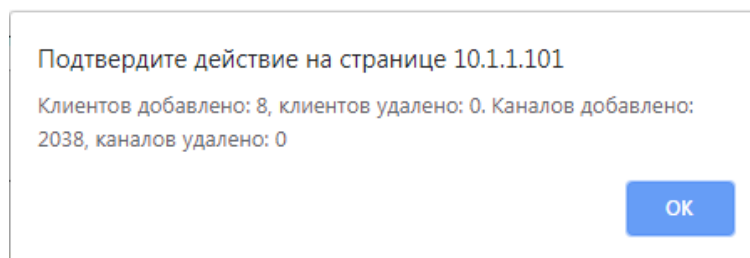 Подтвердите действие на странице 10.1.1.101
Клиентов добавлено: 8, клиентов удалено: 0. Каналов добавлено:
2038, каналов удалено: 0
ОК